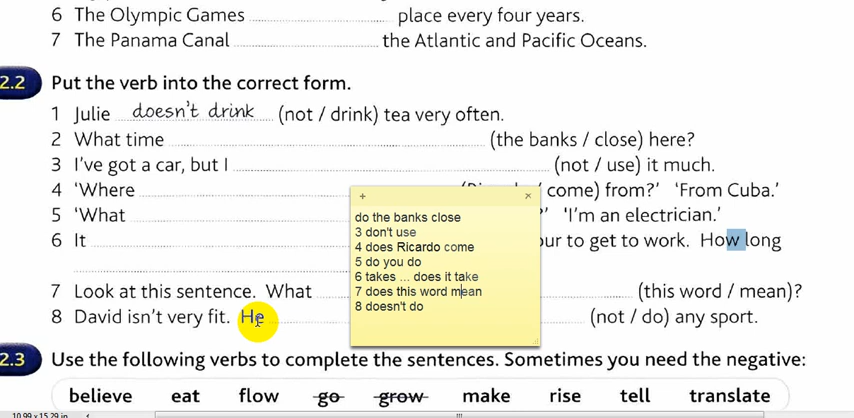 6 The Olympic Games ............ place every four years.
7 The Panama Canal ............ the Atlantic and Pacific Oceans.
2.2 Put the verb into the correct form.
1 Julie doesn't drink (not / drink) tea very often.
2 What time ............ (the banks / close) here?
3 I've got a car, but I ............ (not / use) it much.
4 'Where ............ / come) from?' 'From Cuba.'
5 'What ............ ?' 'I'm an electrician.'
6 It ............ to get to work. How long
............
7 Look at this sentence. What ............ (this word / mean)?
8 David isn't very fit. He ............ (not / do) any sport.
do the banks close
3 don't use
4 does Ricardo come
5 do you do
6 takes ... does it take
7 does this word mean
8 doesn't do
2.3 Use the following verbs to complete the sentences. Sometimes you need the negative:
believe eat flow go grow make rise tell translate
10.99 x 15.29 in